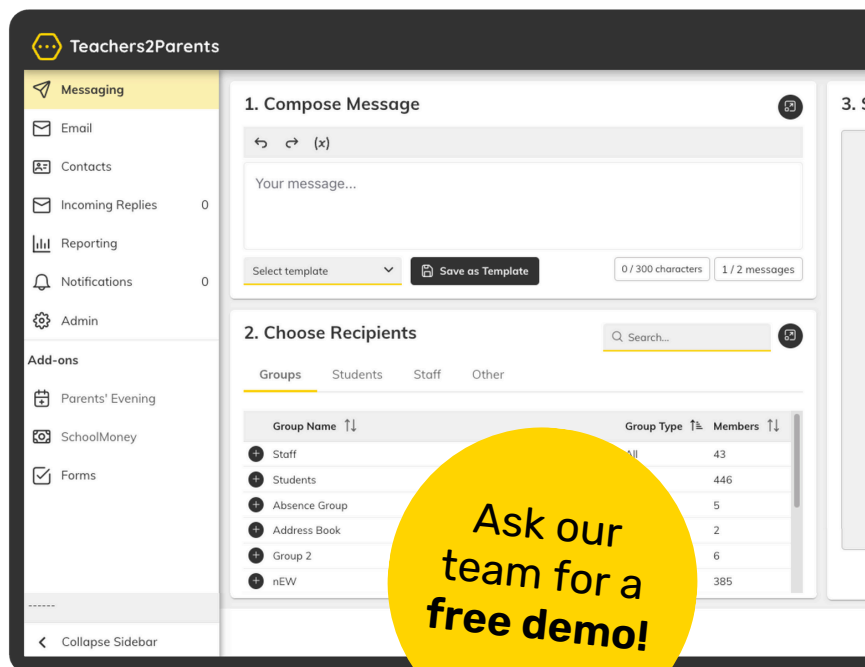 Teachers2Parents
Messaging
Email
Contacts
Incoming Replies 0
Reporting
Notifications 0
Admin
Add-ons
Parents' Evening
SchoolMoney
Forms
------
Collapse Sidebar
1. Compose Message
(x)
Your message...
Select template
Save as Template
0 / 300 characters
1 / 2 messages
2. Choose Recipients
Search...
Groups Students Staff Other
Group Name Group Type Members
Staff All 43
Students 446
Absence Group 5
Address Book 2
Group 2 6
nEW 385
3. S
Ask our
team for a
free demo!